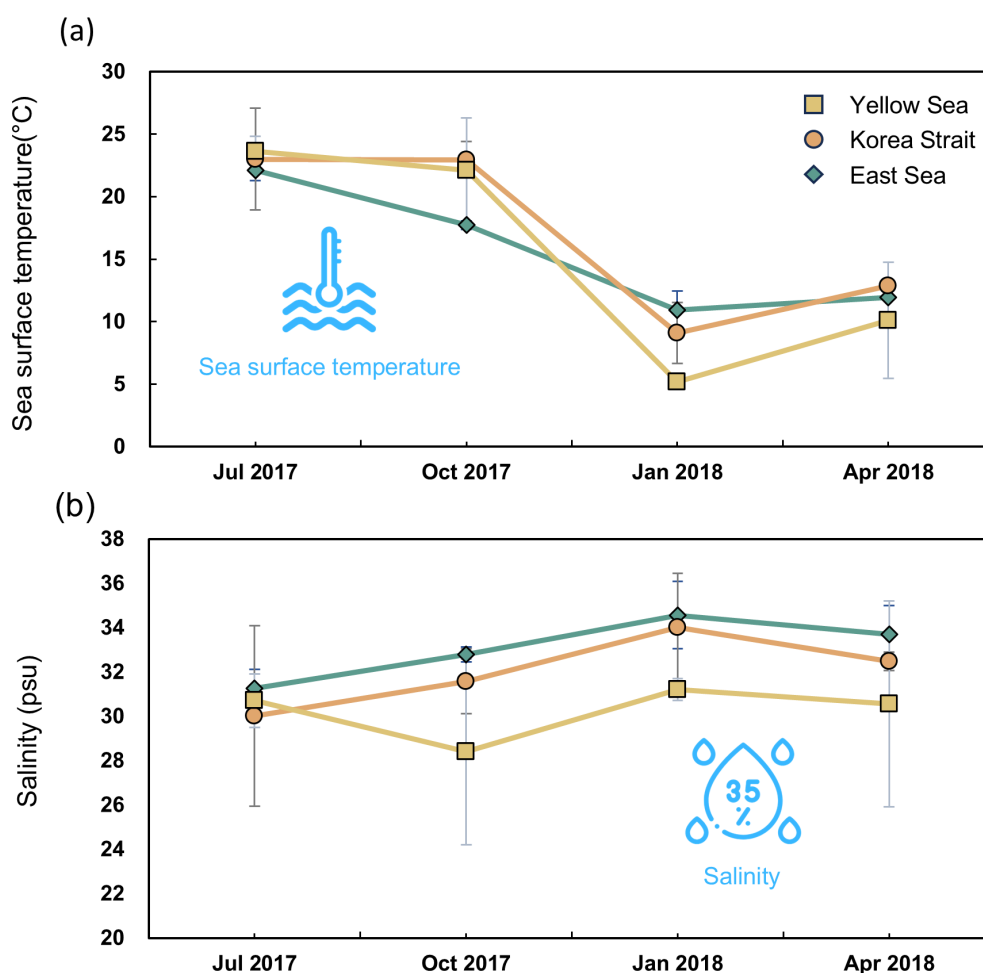 (a)
Sea surface temperature(°C)
30
25
20
15
10
5
0
Yellow Sea
Korea Strait
East Sea
Sea surface temperature
Jul 2017
Oct 2017
Jan 2018
Apr 2018
(b)
Salinity (psu)
38
36
34
32
30
28
26
24
22
20
35
%
Salinity
Jul 2017
Oct 2017
Jan 2018
Apr 2018